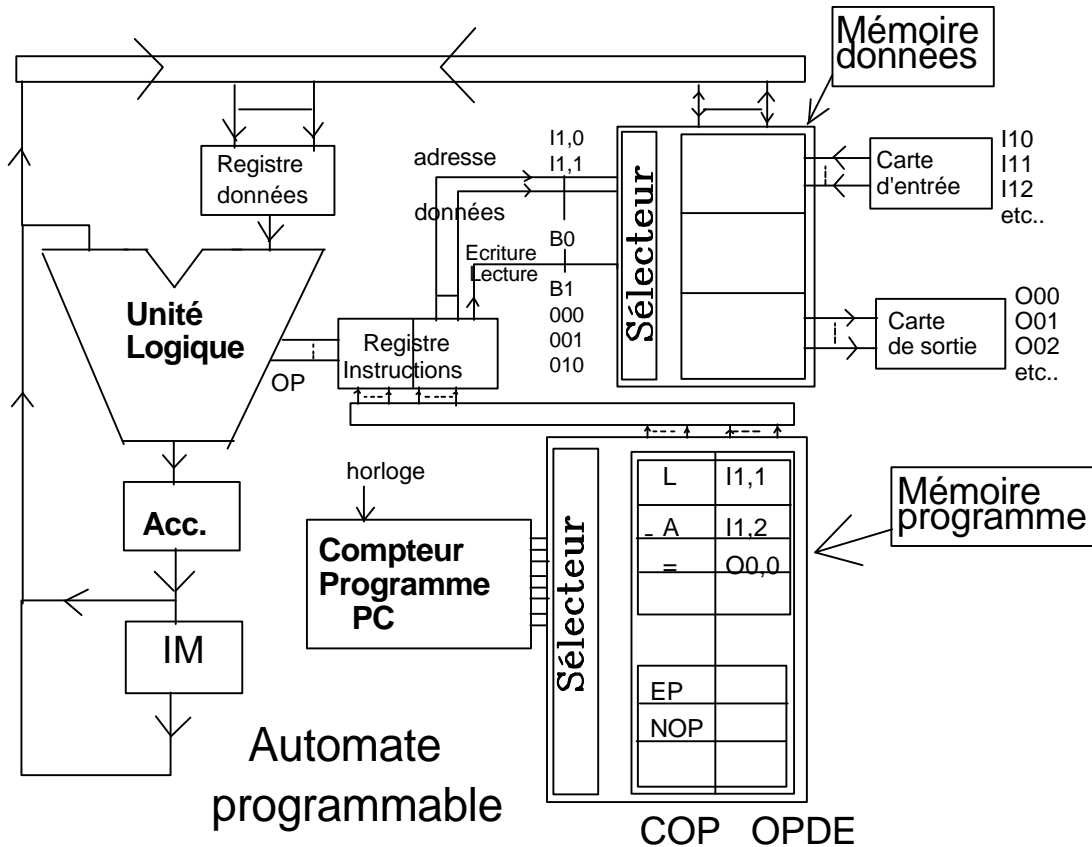 Mémoire
données
Registre
données
adresse
données
I1,0
I1,1
Ecriture
Lecture
B0
B1
000
001
010
Sélecteur
Carte
d'entrée
I10
I11
I12
etc..
Carte
de sortie
O00
O01
O02
etc..
Unité
Logique
OP
Registre
Instructions
Acc.
IM
horloge
Compteur
Programme
PC
Sélecteur
L I1,1
- A I1,2
= O0,0
EP
NOP
Mémoire
programme
Automate
programmable
COP OPDE